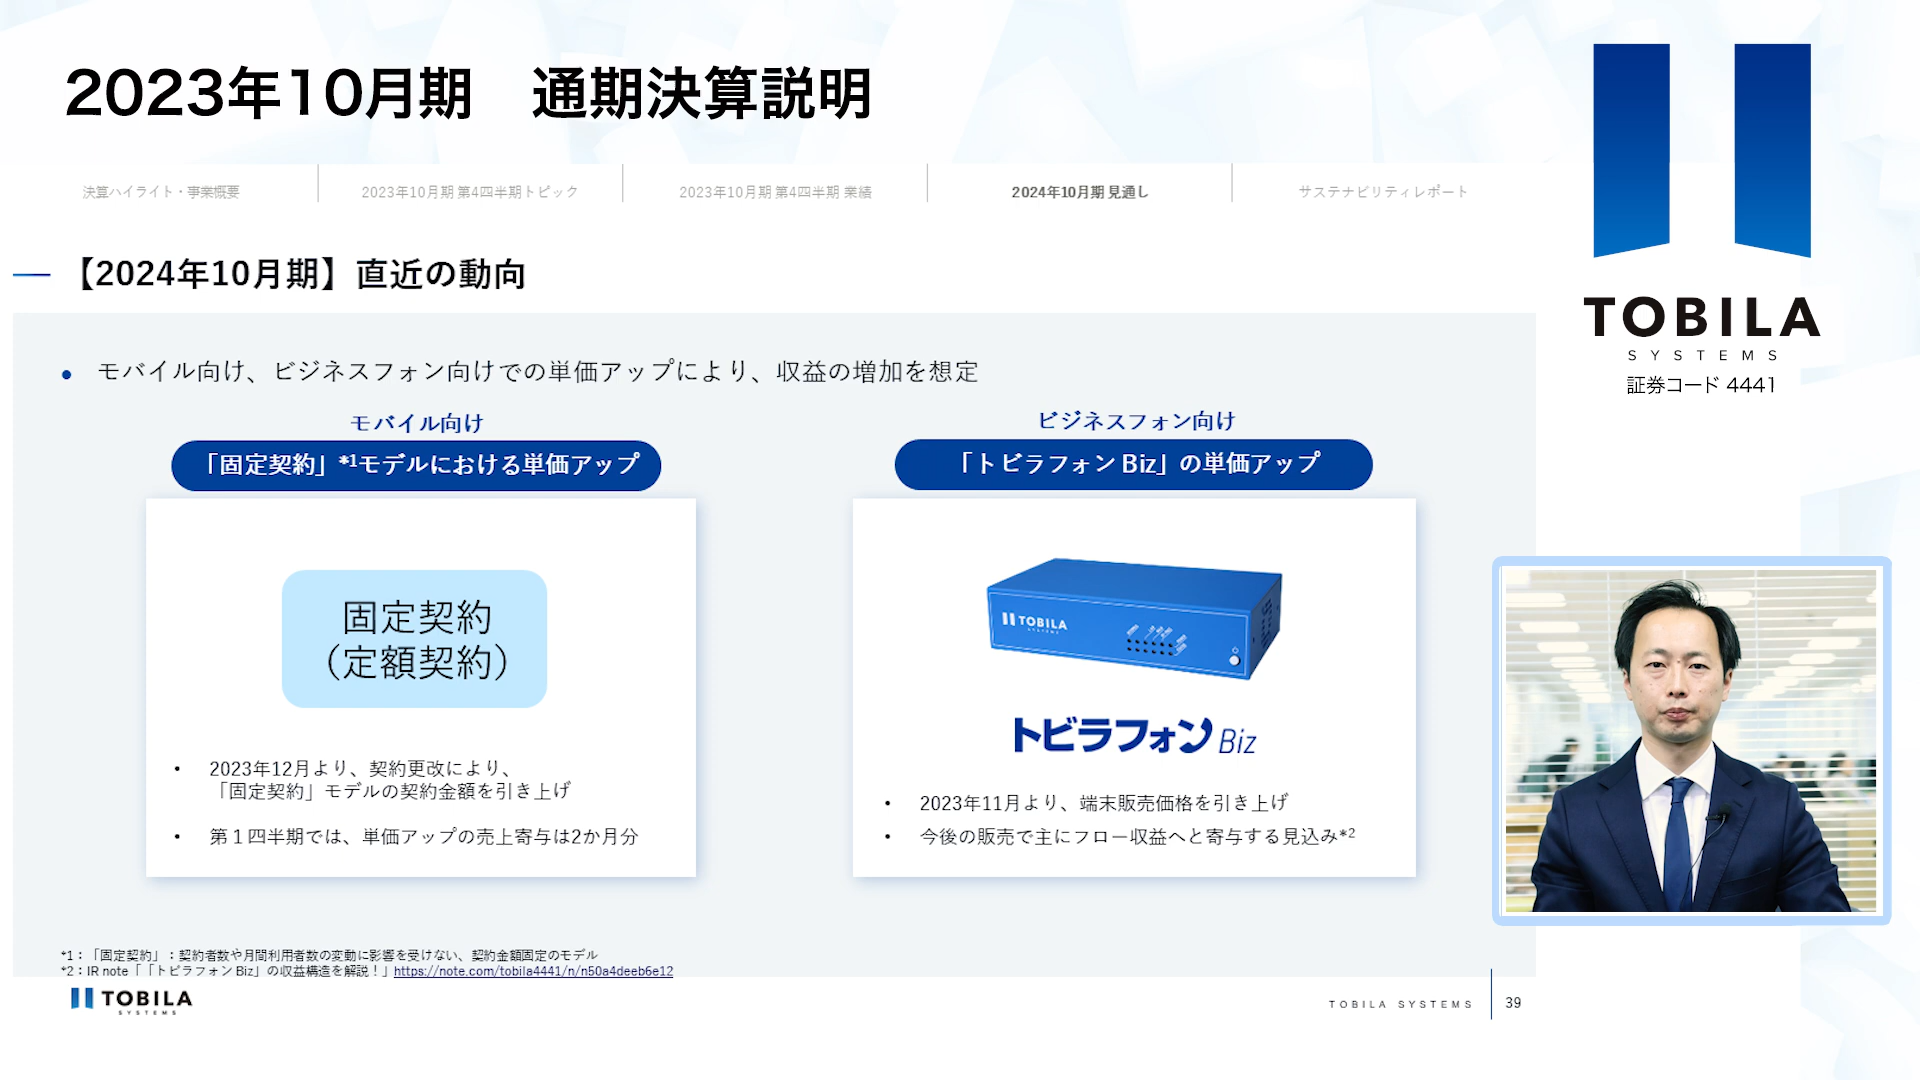 2023年10月期　通期決算説明
決算ハイライト・事業概要
2023年10月期 第4四半期トピック
2023年10月期 第4四半期 業績
2024年10月期 見通し
サステナビリティレポート
【2024年10月期】直近の動向
• モバイル向け、ビジネスフォン向けでの単価アップにより、収益の増加を想定
モバイル向け
「固定契約」*1モデルにおける単価アップ
固定契約
（定額契約）
• 2023年12月より、契約更改により、
「固定契約」モデルの契約金額を引き上げ
• 第１四半期では、単価アップの売上寄与は2か月分
ビジネスフォン向け
「トビラフォン Biz」の単価アップ
TOBILA
SYSTEMS
トビラフォン Biz
• 2023年11月より、端末販売価格を引き上げ
• 今後の販売で主にフロー収益へと寄与する見込み*2
*1：「固定契約」：契約者数や月間利用者数の変動に影響を受けない、契約金額固定のモデル
*2：IR note「「トビラフォン Biz」の収益構造を解説！」https://note.com/tobila4441/n/n50a4deeb6e12
TOBILA
SYSTEMS
TOBILA SYSTEMS
39
TOBILA
SYSTEMS
証券コード 4441